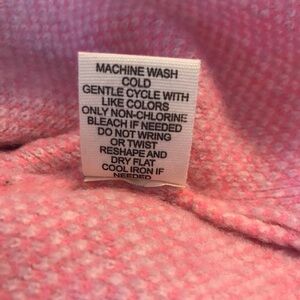 MACHINE WASH
COLD
GENTLE CYCLE WITH
LIKE COLORS
ONLY NON-CHLORINE
BLEACH IF NEEDED
DO NOT WRING
OR TWIST
RESHAPE AND
DRY FLAT
COOL IRON IF
NEEDED